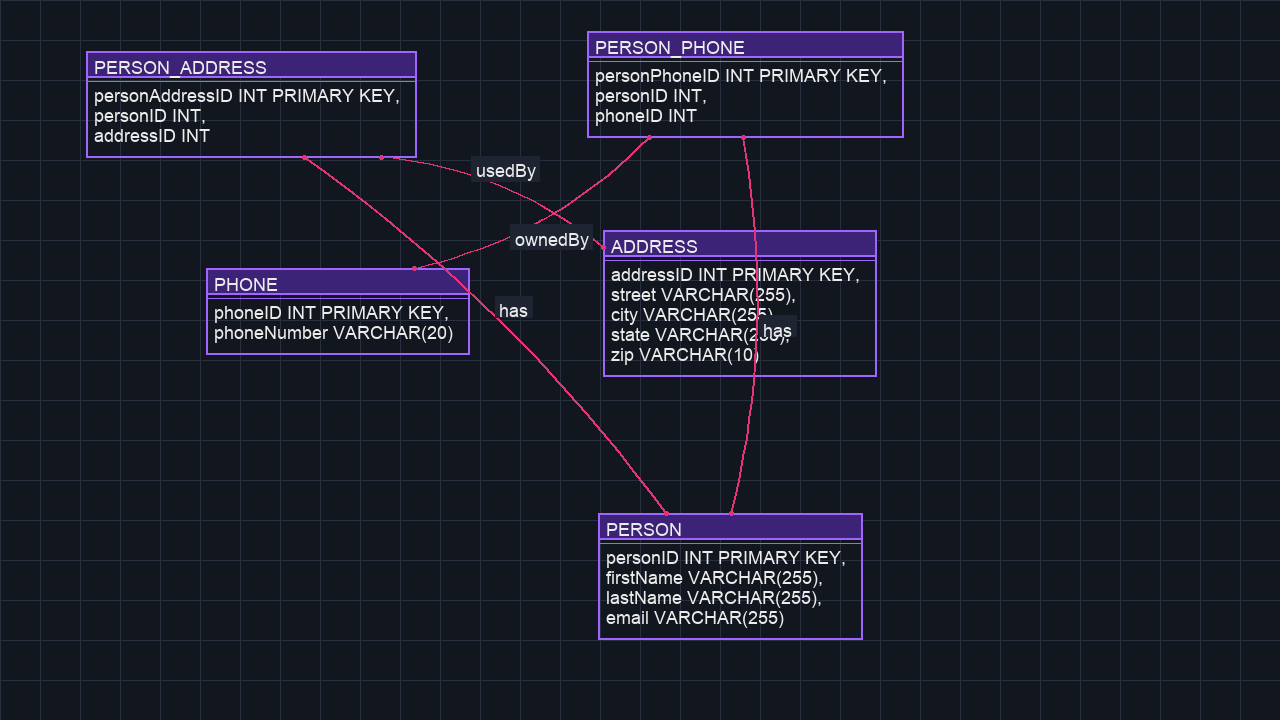 PERSON_ADDRESS
personAddressID INT PRIMARY KEY,
personID INT,
addressID INT
PERSON_PHONE
personPhoneID INT PRIMARY KEY,
personID INT,
phoneID INT
usedBy
ownedBy
ADDRESS
addressID INT PRIMARY KEY,
street VARCHAR(255),
city VARCHAR(255),
state VARCHAR(255),
zip VARCHAR(10)
has
PHONE
phoneID INT PRIMARY KEY,
phoneNumber VARCHAR(20)
has
PERSON
personID INT PRIMARY KEY,
firstName VARCHAR(255),
lastName VARCHAR(255),
email VARCHAR(255)